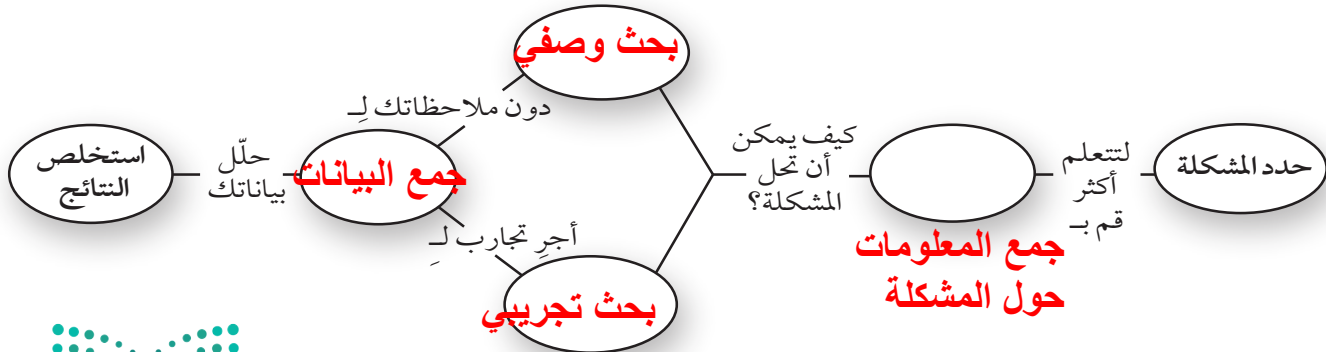 حدد المشكلة
لتتعلم
أكثر
قم بـ
جمع المعلومات
حول المشكلة
كيف يمكن
أن تحل
المشكلة؟
بحث وصفي
دون ملاحظاتك لِـ
بحث تجريبي
أجرِ تجارب لـِ
جمع البيانات
حلّل
بياناتك
استخلص
النتائج